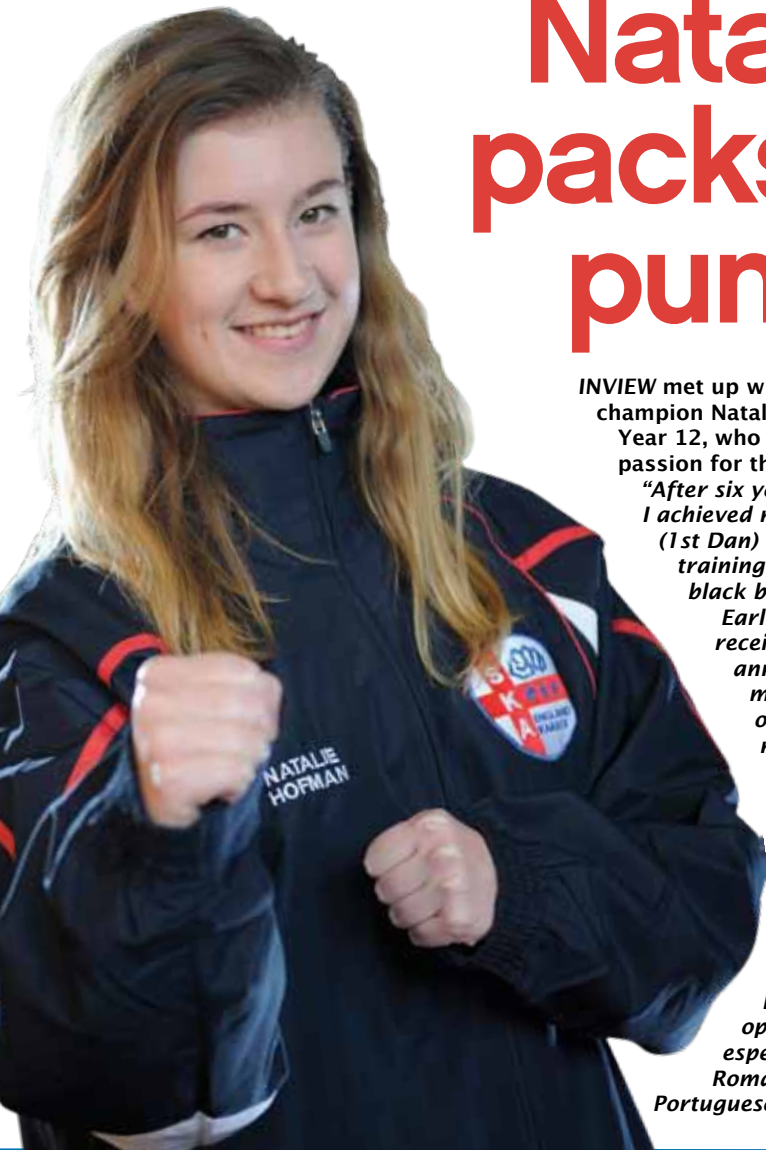 Nata
packs
pun
INVIEW met up w
champion Natal
Year 12, who
passion for th
“After six ye
I achieved
(1st Dan)
training
black b
Earl
recei
ann
m
o
op
espe
Roma
Portugues
NATALIE
HOFMAN
S
K
A
ENGLAND
KARATE